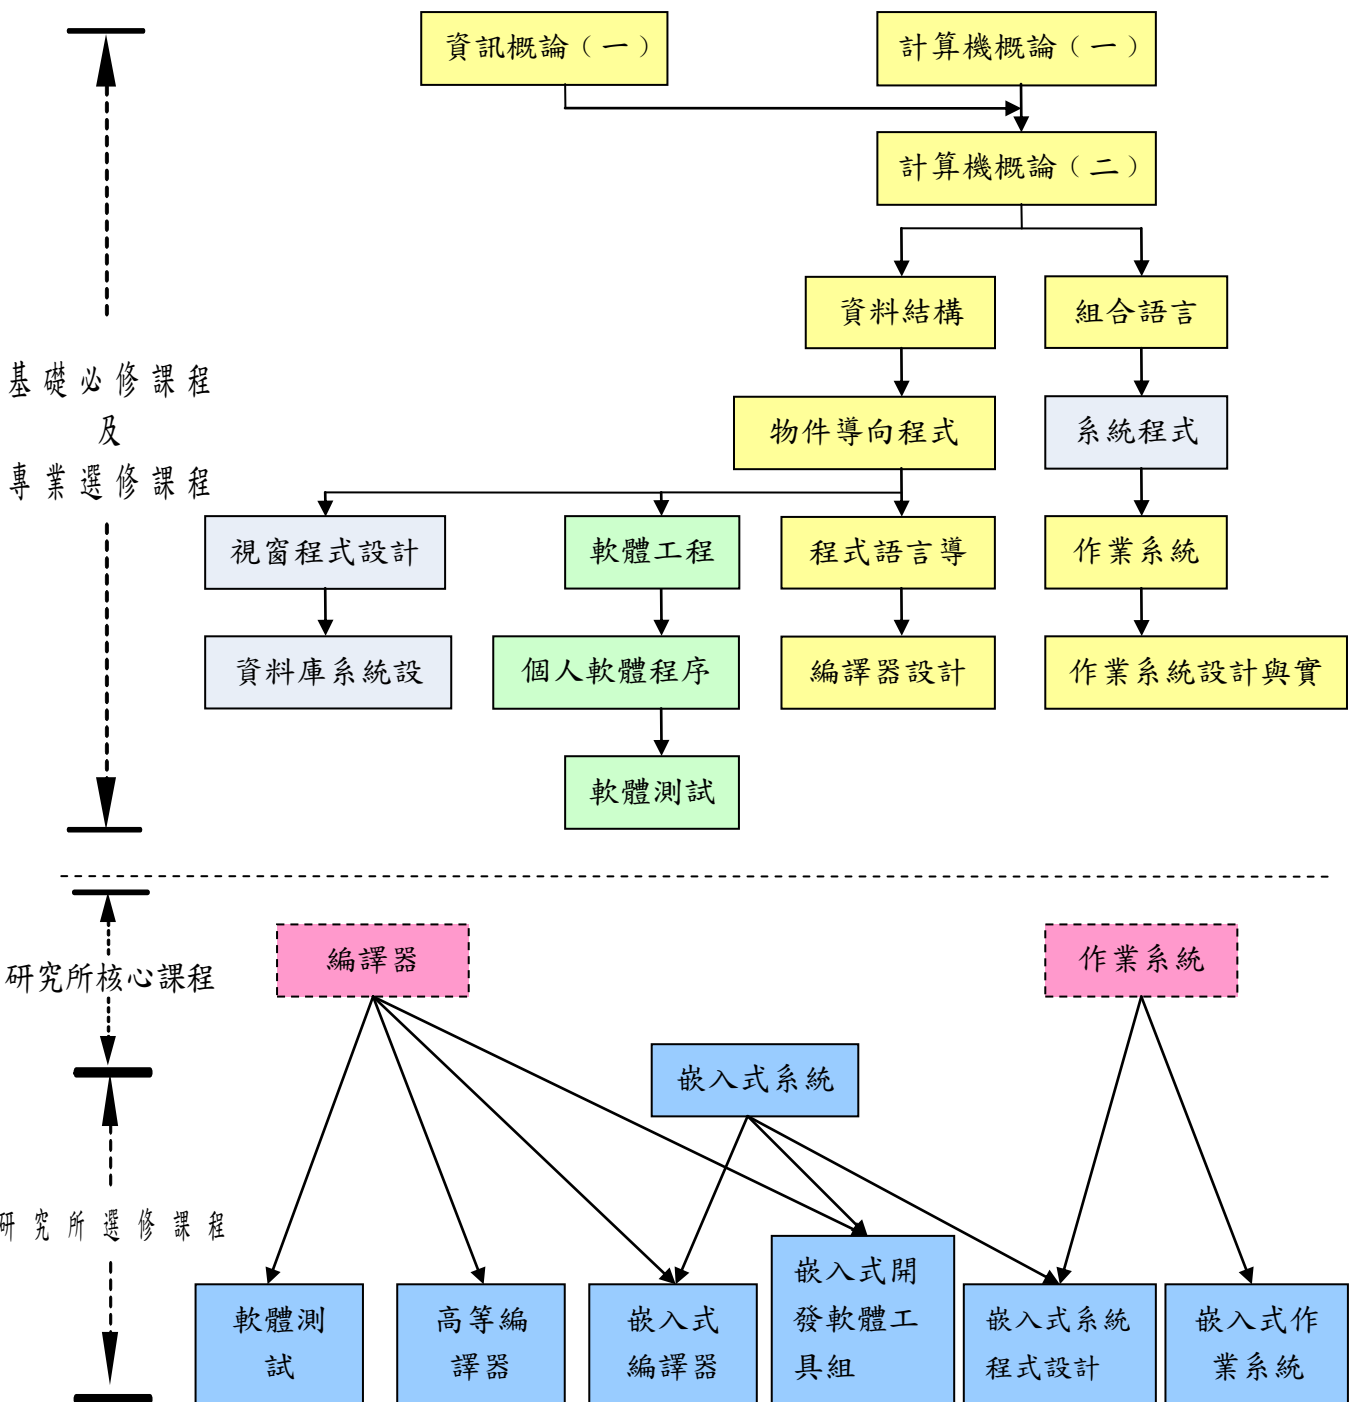 資訊概論（一）
計算機概論（一）
計算機概論（二）
資料結構
組合語言
基礎必修課程
及
專業選修課程
物件導向程式
系統程式
視窗程式設計
軟體工程
程式語言導
作業系統
資料庫系統設
個人軟體程序
編譯器設計
作業系統設計與實
軟體測試
研究所核心課程
編譯器
作業系統
嵌入式系統
研究所選修課程
軟體測
試
高等編
譯器
嵌入式
編譯器
嵌入式開
發軟體工
具組
嵌入式系統
程式設計
嵌入式作
業系統